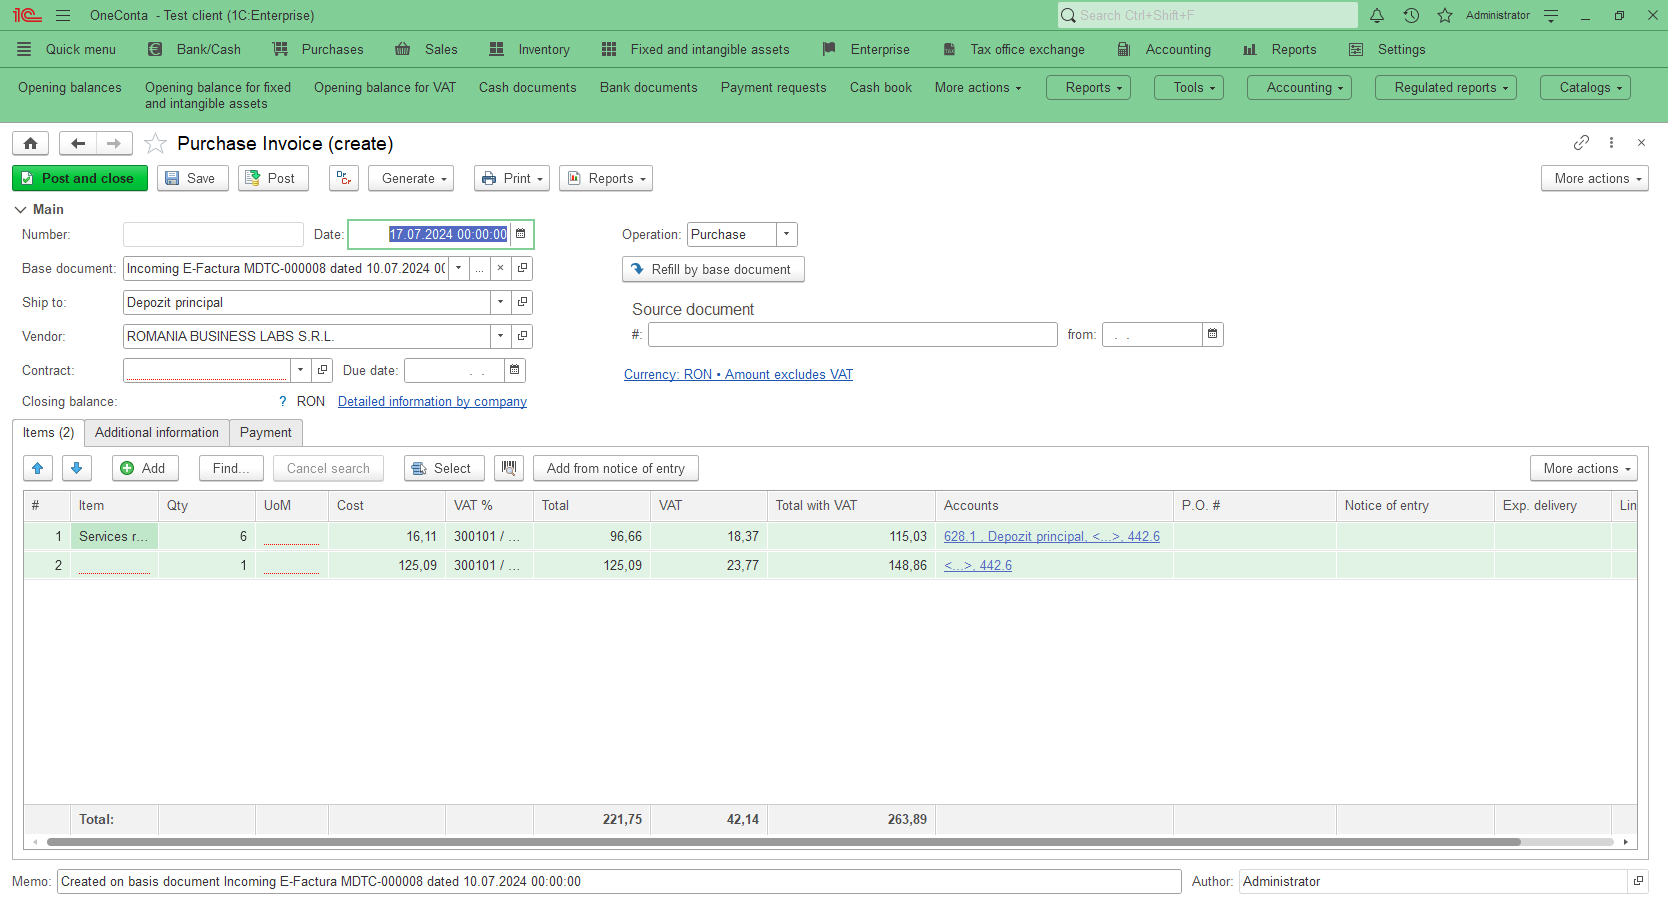 1C OneConta - Test client (1C:Enterprise) Search Ctrl+Shift+F Administrator
Quick menu Bank/Cash Purchases Sales Inventory Fixed and intangible assets Enterprise Tax office exchange Accounting Reports Settings
Opening balances Opening balance for fixed and intangible assets Opening balance for VAT Cash documents Bank documents Payment requests Cash book More actions Reports Tools Accounting Regulated reports Catalogs
Purchase Invoice (create)
Post and close Save Post Dr Cr Generate Print Reports More actions
Main
Number: Date: 17.07.2024 00:00:00 Operation: Purchase
Base document: Incoming E-Factura MDTC-000008 dated 10.07.2024 0( ... × Refill by base document
Ship to: Depozit principal
Source document
Vendor: ROMANIA BUSINESS LABS S.R.L. #: from: . .
Contract: Due date: . . Currency: RON • Amount excludes VAT
Closing balance: ? RON Detailed information by company
Items (2) Additional information Payment
Add Find... Cancel search Select Add from notice of entry More actions
# Item Qty UoM Cost VAT % Total VAT Total with VAT Accounts P.O. # Notice of entry Exp. delivery Lin
1 Services r... 6 16,11 300101 / ... 96,66 18,37 115,03 628.1 , Depozit principal, <...>, 442.6
2 1 125,09 300101 / ... 125,09 23,77 148,86 <...>, 442.6
Total: 221,75 42,14 263,89
Memo: Created on basis document Incoming E-Factura MDTC-000008 dated 10.07.2024 00:00:00 Author: Administrator